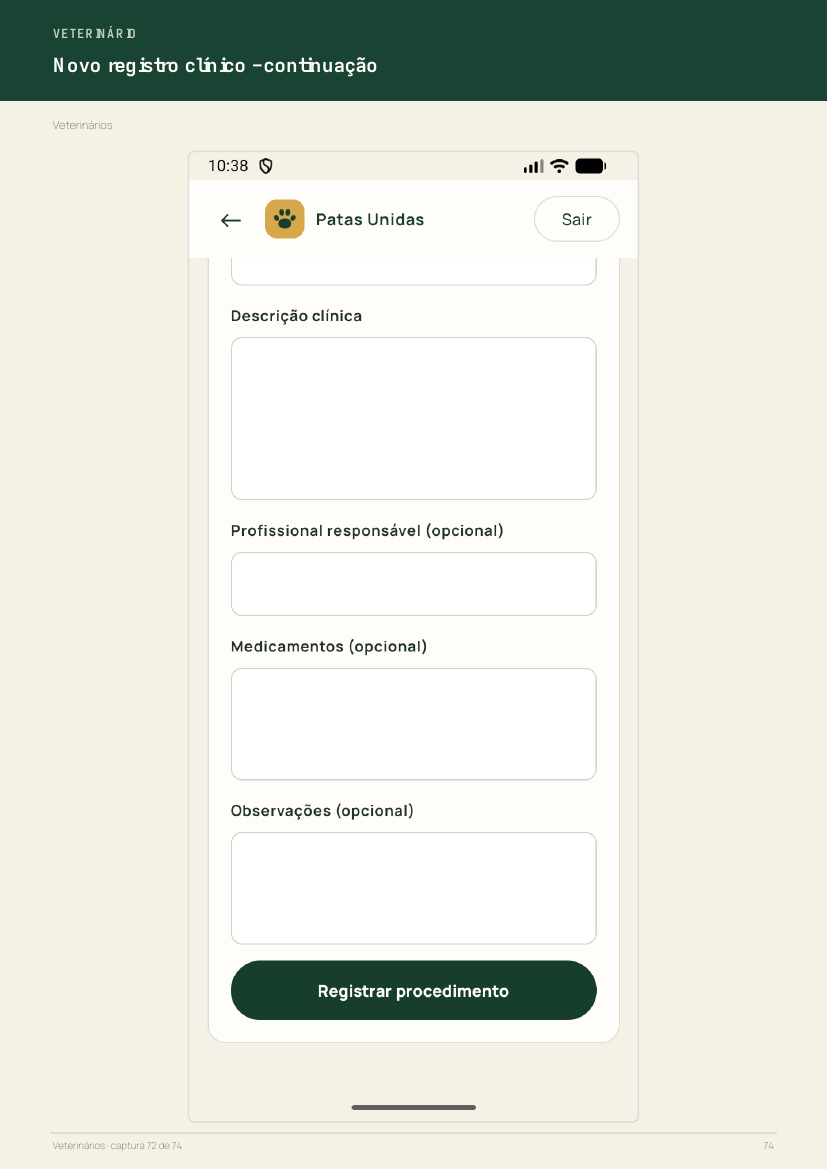 VETERINÁRIO
Novo registro clínico – continuação
Veterinários
10:38
Patas Unidas
Sair
Descrição clínica
Profissional responsável (opcional)
Medicamentos (opcional)
Observações (opcional)
Registrar procedimento
Veterinários · captura 72 de 74
74